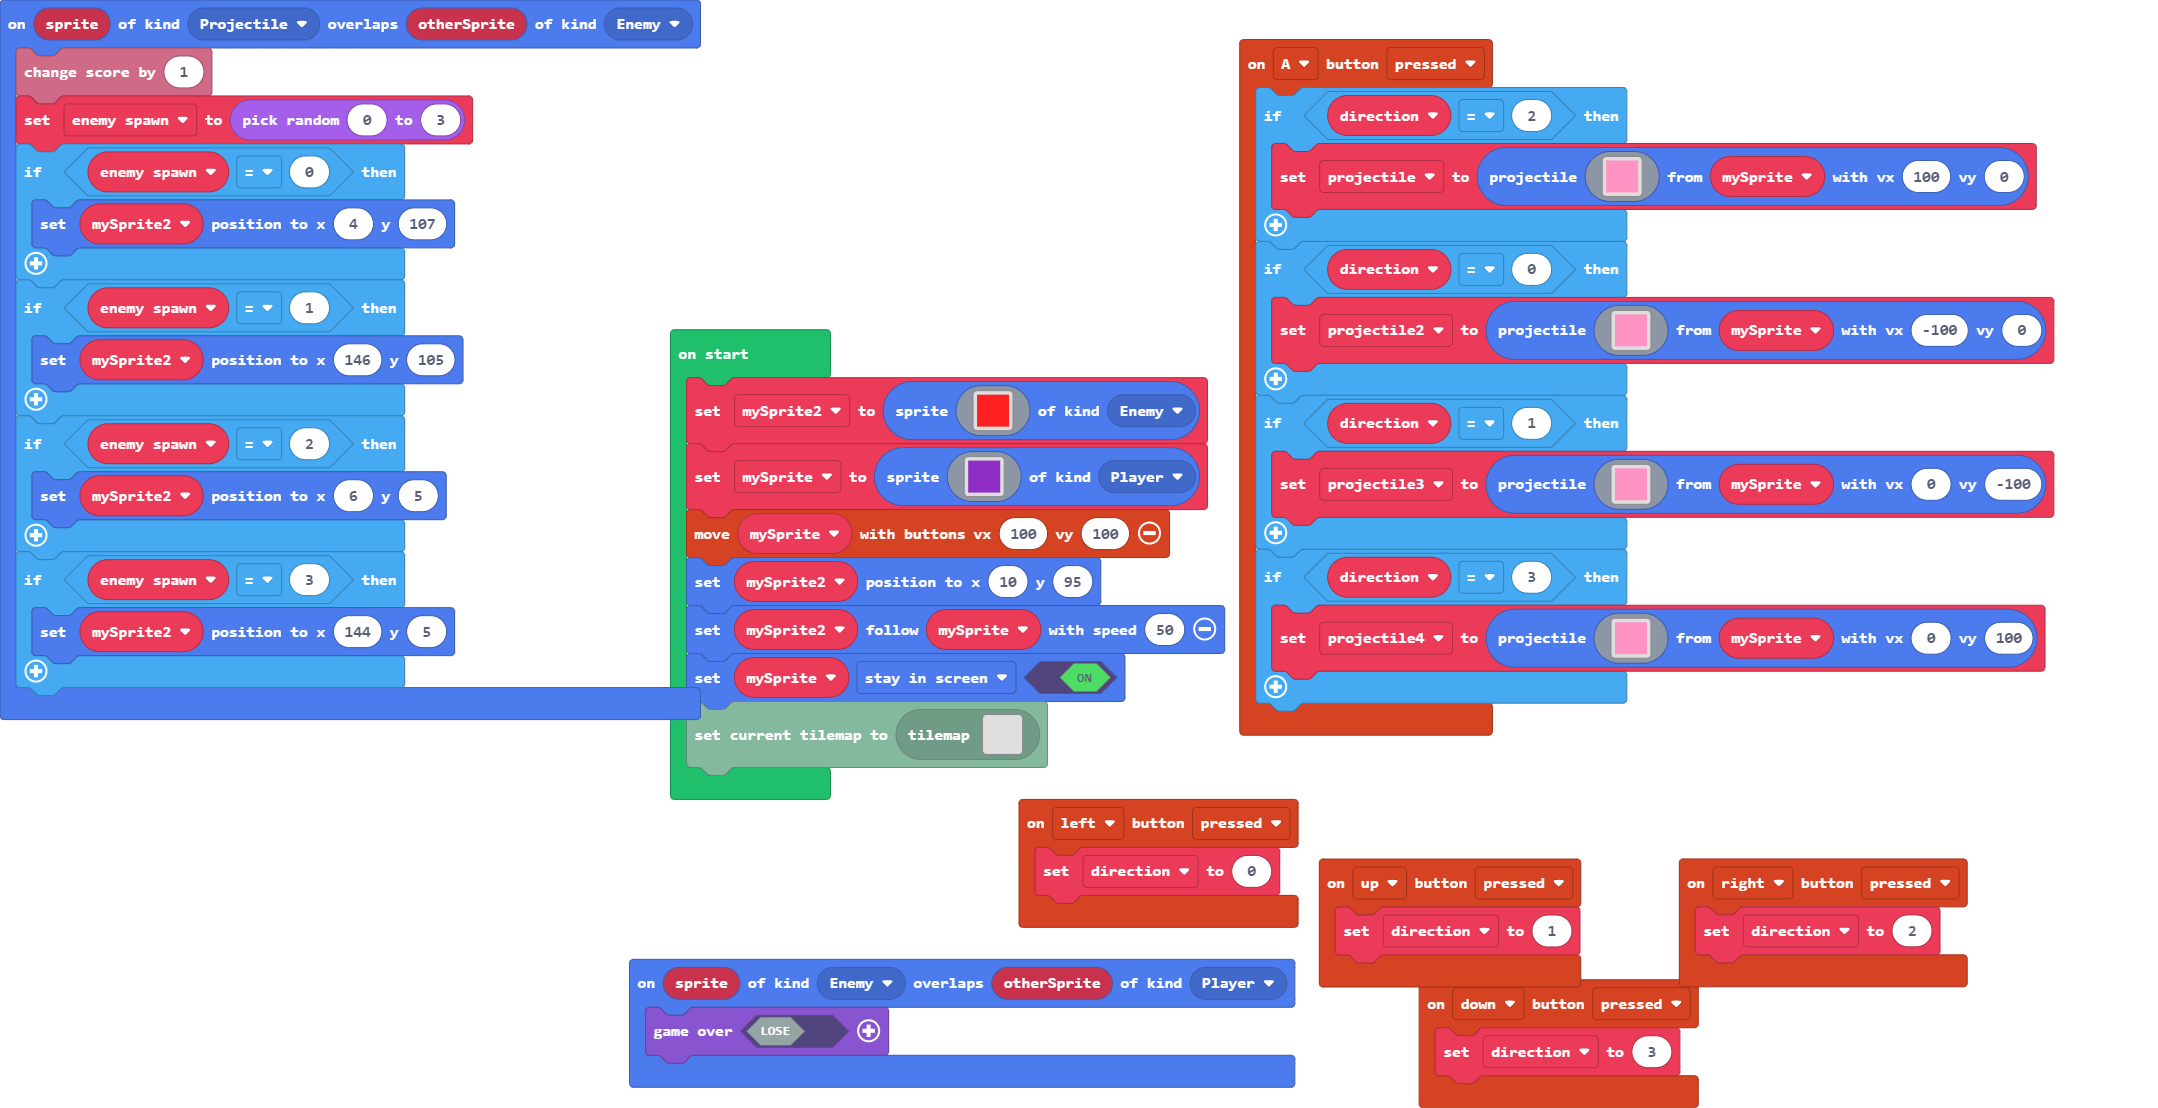 on sprite of kind Projectile overlaps otherSprite of kind Enemy
change score by 1
set enemy spawn to pick random 0 to 3
if enemy spawn = 0 then
set mySprite2 position to x 4 y 107
if enemy spawn = 1 then
set mySprite2 position to x 146 y 105
if enemy spawn = 2 then
set mySprite2 position to x 6 y 5
if enemy spawn = 3 then
set mySprite2 position to x 144 y 5
on start
set mySprite2 to sprite of kind Enemy
set mySprite to sprite of kind Player
move mySprite with buttons vx 100 vy 100
set mySprite2 position to x 10 y 95
set mySprite2 follow mySprite with speed 50
set mySprite stay in screen ON
set current tilemap to tilemap
on A button pressed
if direction = 2 then
set projectile to projectile from mySprite with vx 100 vy 0
if direction = 0 then
set projectile2 to projectile from mySprite with vx -100 vy 0
if direction = 1 then
set projectile3 to projectile from mySprite with vx 0 vy -100
if direction = 3 then
set projectile4 to projectile from mySprite with vx 0 vy 100
on left button pressed
set direction to 0
on up button pressed
set direction to 1
on right button pressed
set direction to 2
on down button pressed
set direction to 3
on sprite of kind Enemy overlaps otherSprite of kind Player
game over LOSE